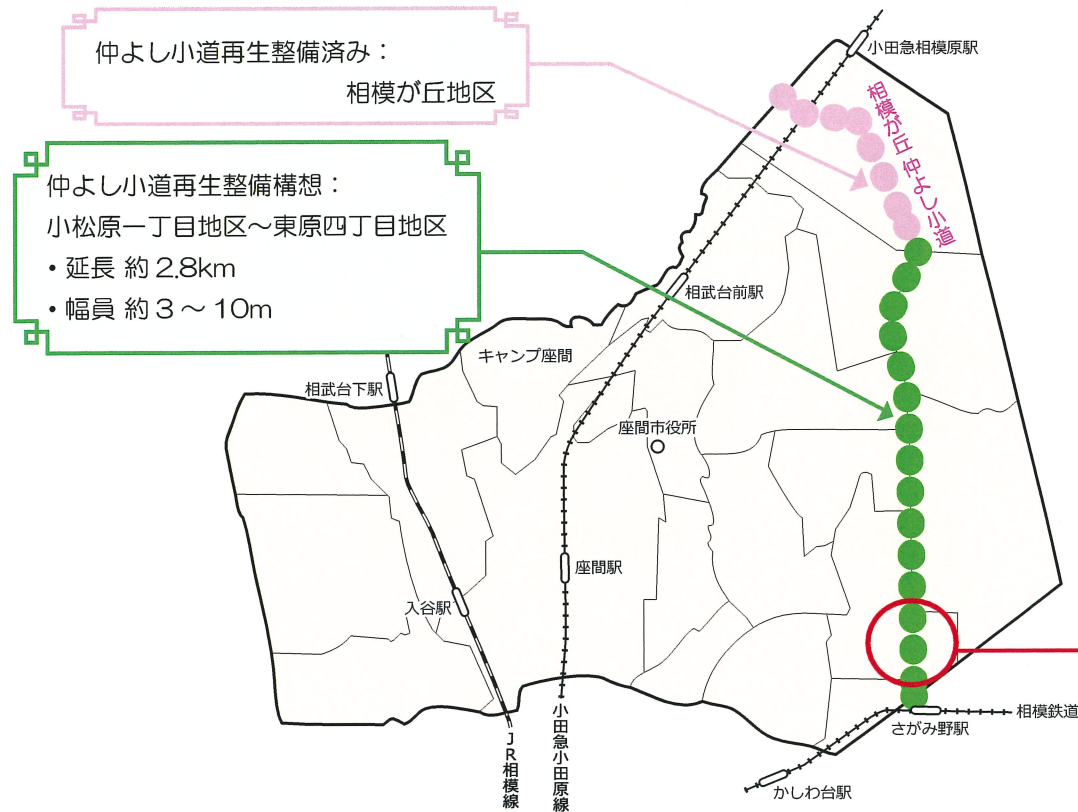 仲よし小道再生整備済み：
相模が丘地区
仲よし小道再生整備構想：
小松原一丁目地区～東原四丁目地区
・延長 約 2.8km
・幅員 約 3 ～ 10m
小田急相模原駅
相模が丘 仲よし小道
相武台前駅
キャンプ座間
相武台下駅
座間市役所
座間駅
入谷駅
相模鉄道
さがみ野駅
かしわ台駅
小田急小田原線
JR相模線